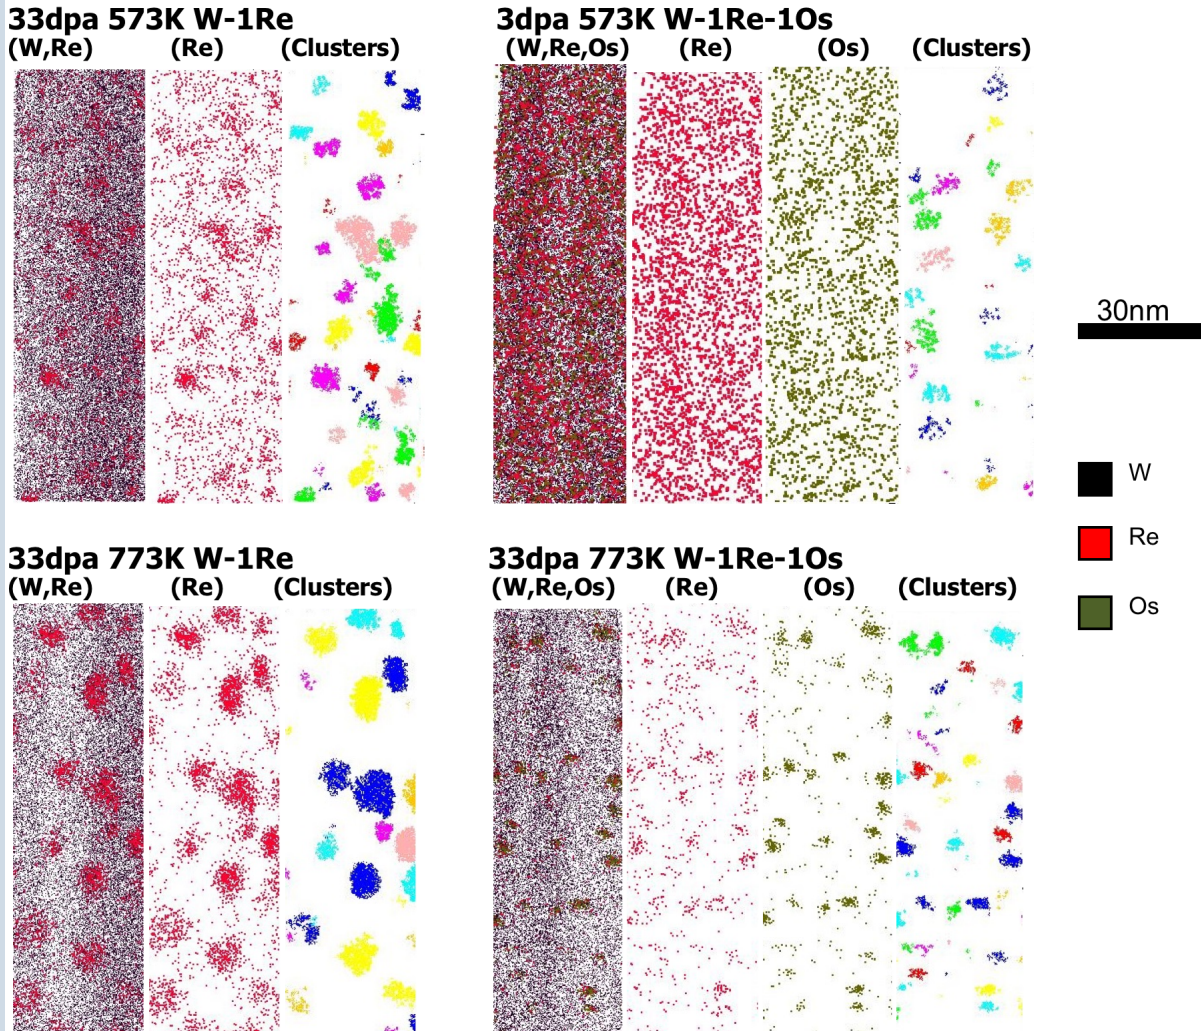 33dpa 573K W-1Re
(W,Re) (Re) (Clusters)
3dpa 573K W-1Re-1Os
(W,Re,Os) (Re) (Os) (Clusters)
30nm
W
Re
Os
33dpa 773K W-1Re
(W,Re) (Re) (Clusters)
33dpa 773K W-1Re-1Os
(W,Re,Os) (Re) (Os) (Clusters)